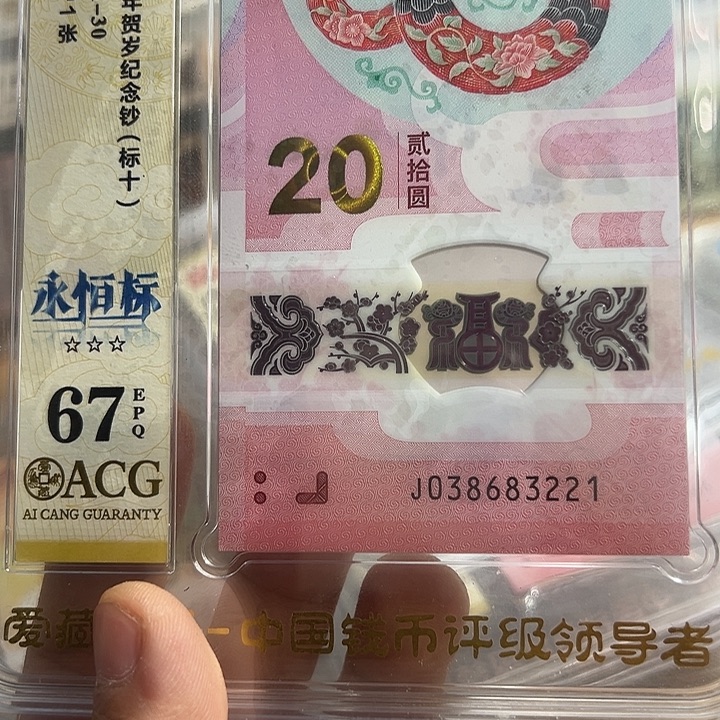 年贺岁纪念钞(标十)
-30
1张
永恒标
67 EPQ
ACG
AI CANG GUARANTY
20
贰拾圆
J038683221
爱藏
一中国钱币评级领导者